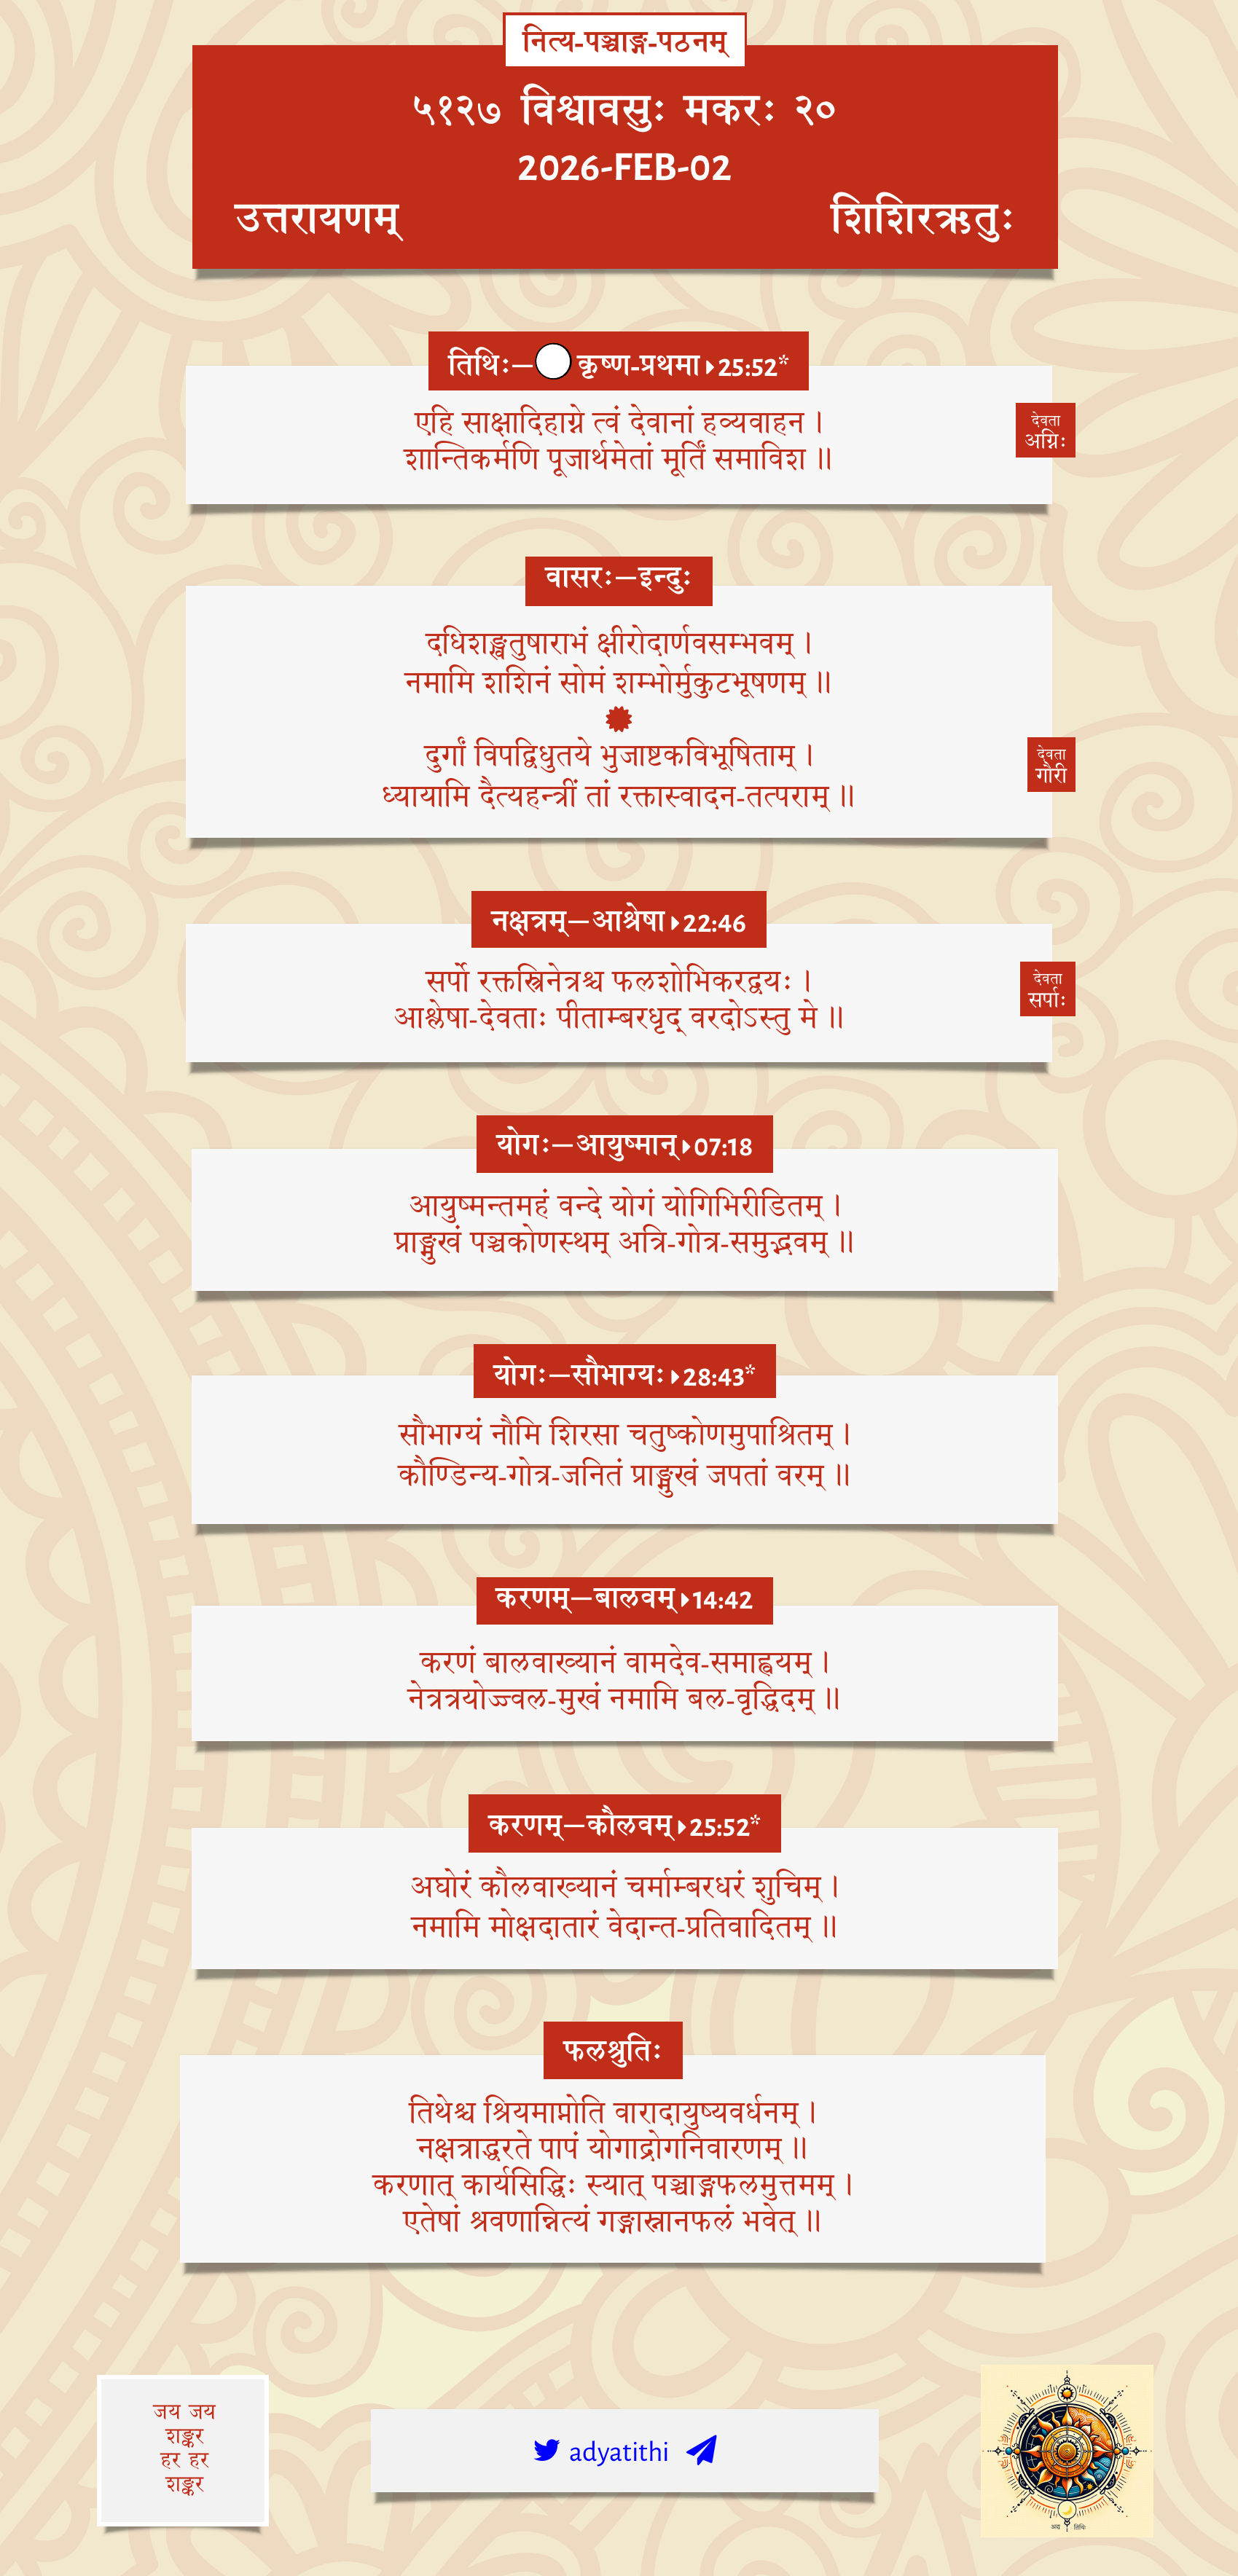 नित्य-पञ्चाङ्ग-पठनम्
५१२७ विश्वावसुः मकरः २०
2026-FEB-02
उत्तरायणम् शिशिरऋतुः
तिथिः—कृष्ण-प्रथमा 25:52*
एहि साक्षादिहाग्ने त्वं देवानां हव्यवाहन ।
शान्तिकर्मणि पूजार्थमेतां मूर्तिं समाविश ॥
देवता
अग्निः
वासरः—इन्दुः
दधिशङ्खतुषाराभं क्षीरोदार्णवसम्भवम् ।
नमामि शशिनं सोमं शम्भोर्मुकुटभूषणम् ॥
दुर्गां विपद्विधुतये भुजाष्टकविभूषिताम् ।
ध्यायामि दैत्यहन्त्रीं तां रक्तास्वादन-तत्पराम् ॥
देवता
गौरी
नक्षत्रम्—आश्रेषा 22:46
सर्पो रक्तस्त्रिनेत्रश्च फलशोभिकरद्वयः ।
आश्लेषा-देवताः पीताम्बरधृद् वरदोऽस्तु मे ॥
देवता
सर्पाः
योगः—आयुष्मान् 07:18
आयुष्मन्तमहं वन्दे योगं योगिभिरीडितम् ।
प्राङ्मुखं पञ्चकोणस्थम् अत्रि-गोत्र-समुद्भवम् ॥
योगः—सौभाग्यः 28:43*
सौभाग्यं नौमि शिरसा चतुष्कोणमुपाश्रितम् ।
कौण्डिन्य-गोत्र-जनितं प्राङ्मुखं जपतां वरम् ॥
करणम्—बालवम् 14:42
करणं बालवाख्यानं वामदेव-समाह्वयम् ।
नेत्रत्रयोज्ज्वल-मुखं नमामि बल-वृद्धिदम् ॥
करणम्—कौलवम् 25:52*
अघोरं कौलवाख्यानं चर्माम्बरधरं शुचिम् ।
नमामि मोक्षदातारं वेदान्त-प्रतिवादितम् ॥
फलश्रुतिः
तिथेश्च श्रियमाप्नोति वारादायुष्यवर्धनम् ।
नक्षत्राद्धरते पापं योगाद्रोगनिवारणम् ॥
करणात् कार्यसिद्धिः स्यात् पञ्चाङ्गफलमुत्तमम् ।
एतेषां श्रवणान्नित्यं गङ्गास्नानफलं भवेत् ॥
जय जय
शङ्कर
हर हर
शङ्कर
adyatithi
अद्य तिथिः